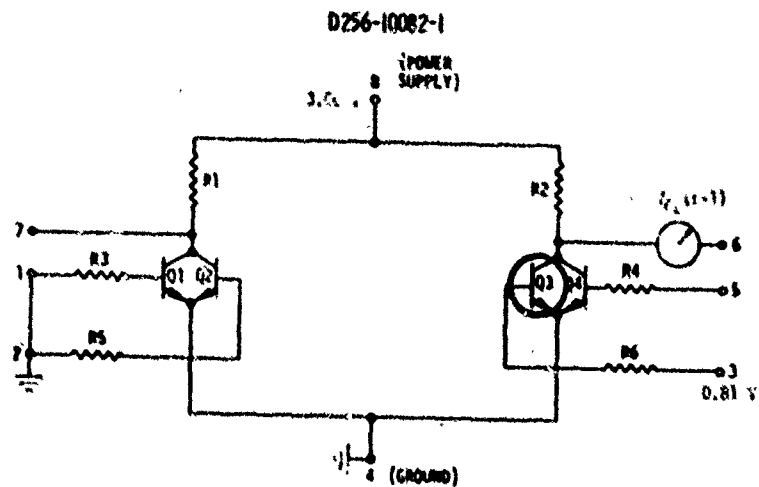 D256-10082-1
(POWER
8 SUPPLY)
R1
R2
7
6
R3
Q1 Q2
Q3 Q4
R4
1
5
R5
R6
2
3
0.81 V
4 (GROUND)